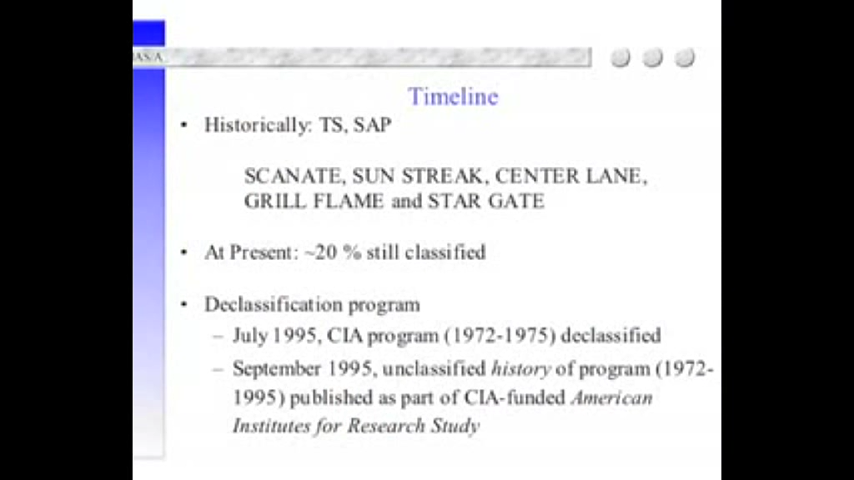 Timeline
• Historically: TS, SAP
SCANATE, SUN STREAK, CENTER LANE,
GRILL FLAME and STAR GATE
• At Present: ~20 % still classified
• Declassification program
– July 1995, CIA program (1972-1975) declassified
– September 1995, unclassified history of program (1972-
1995) published as part of CIA-funded American
Institutes for Research Study